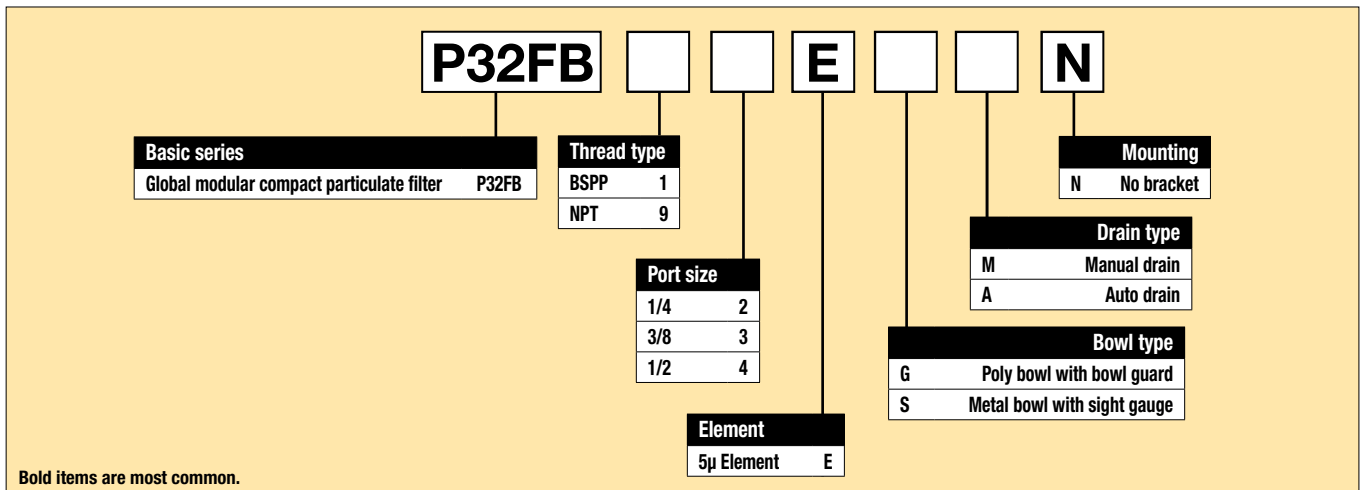 P32FB E N
Basic series
Global modular compact particulate filter P32FB
Thread type
BSPP 1
NPT 9
Port size
1/4 2
3/8 3
1/2 4
Element
5µ Element E
Mounting
N No bracket
Drain type
M Manual drain
A Auto drain
Bowl type
G Poly bowl with bowl guard
S Metal bowl with sight gauge
Bold items are most common.